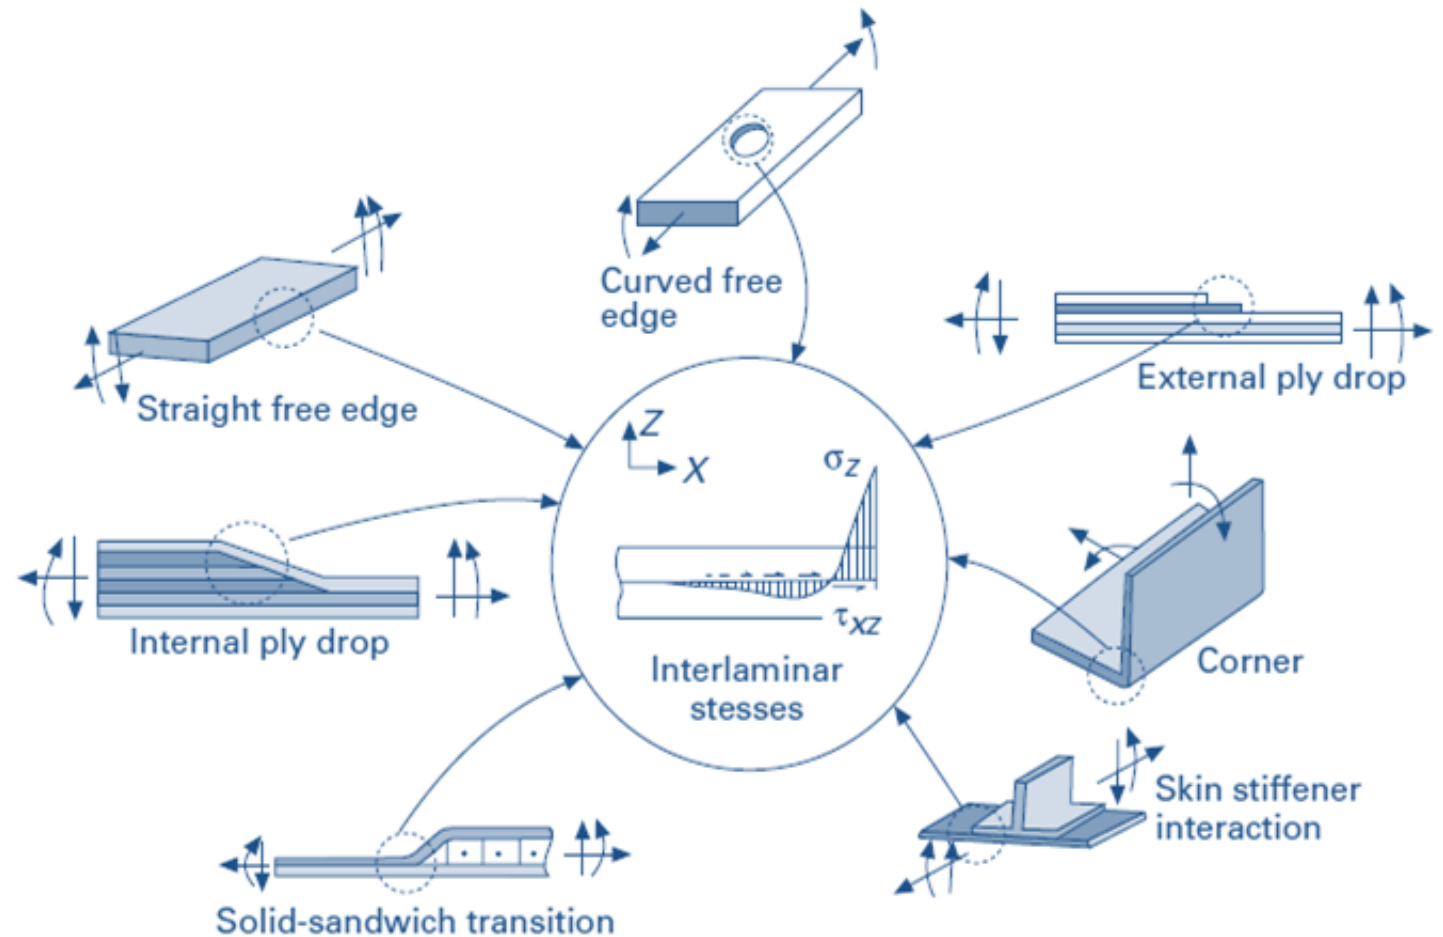 Curved free
edge
Straight free edge
External ply drop
Z
X
σz
τxz
Interlaminar
stesses
Internal ply drop
Corner
Skin stiffener
interaction
Solid-sandwich transition